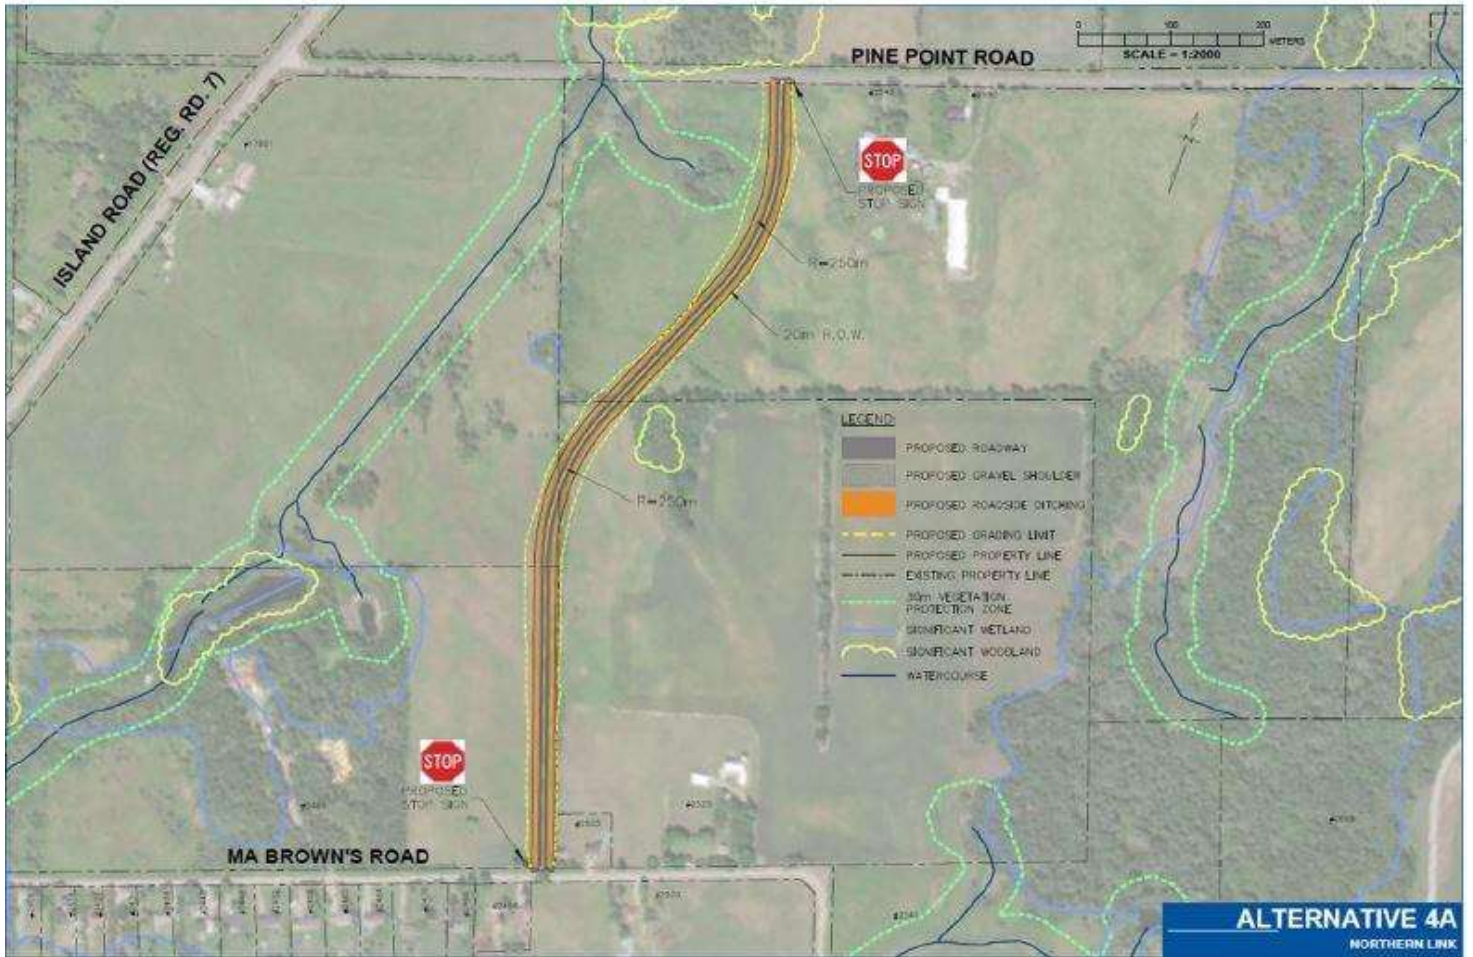 PINE POINT ROAD
0 100 200
METERS
SCALE = 1:2000
ISLAND ROAD (REG. RD. 7)
STOP
PROPOSED
STOP SIGN
R=250m
20m R.O.W.
R=250m
LEGEND:
PROPOSED ROADWAY
PROPOSED GRAVEL SHOULDER
PROPOSED ROADSIDE DITCHING
PROPOSED GRADING LIMIT
PROPOSED PROPERTY LINE
EXISTING PROPERTY LINE
30m VEGETATION
PROTECTION ZONE
SIGNIFICANT WETLAND
SIGNIFICANT WOODLAND
WATERCOURSE
STOP
PROPOSED
STOP SIGN
MA BROWN'S ROAD
ALTERNATIVE 4A
NORTHERN LINK